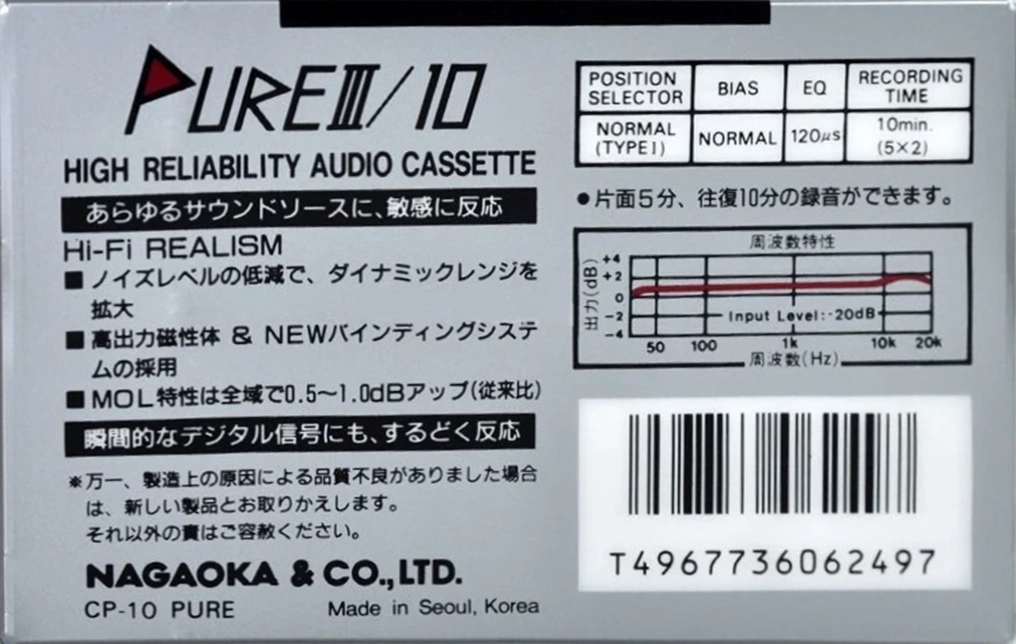 PURE III/10
HIGH RELIABILITY AUDIO CASSETTE
あらゆるサウンドソースに、敏感に反応
Hi-Fi REALISM
■ ノイズレベルの低減で、ダイナミックレンジを
拡大
■ 高出力磁性体 & NEWバインディングシステ
ムの採用
■ MOL特性は全域で0.5〜1.0dBアップ(従来比)
瞬間的なデジタル信号にも、するどく反応
※万一、製造上の原因による品質不良がありました場合
は、新しい製品とお取りかえします。
それ以外の責はご容赦ください。
NAGAOKA & CO., LTD.
CP-10 PURE Made in Seoul, Korea
POSITION SELECTOR BIAS EQ RECORDING TIME
NORMAL (TYPE I) NORMAL 120μs 10min. (5×2)
●片面5分、往復10分の録音ができます。
周波数特性
出力(dB)
+4
+2
0
−2
−4
Input Level:-20dB
50 100 1k 10k 20k
周波数(Hz)
T4967736062497